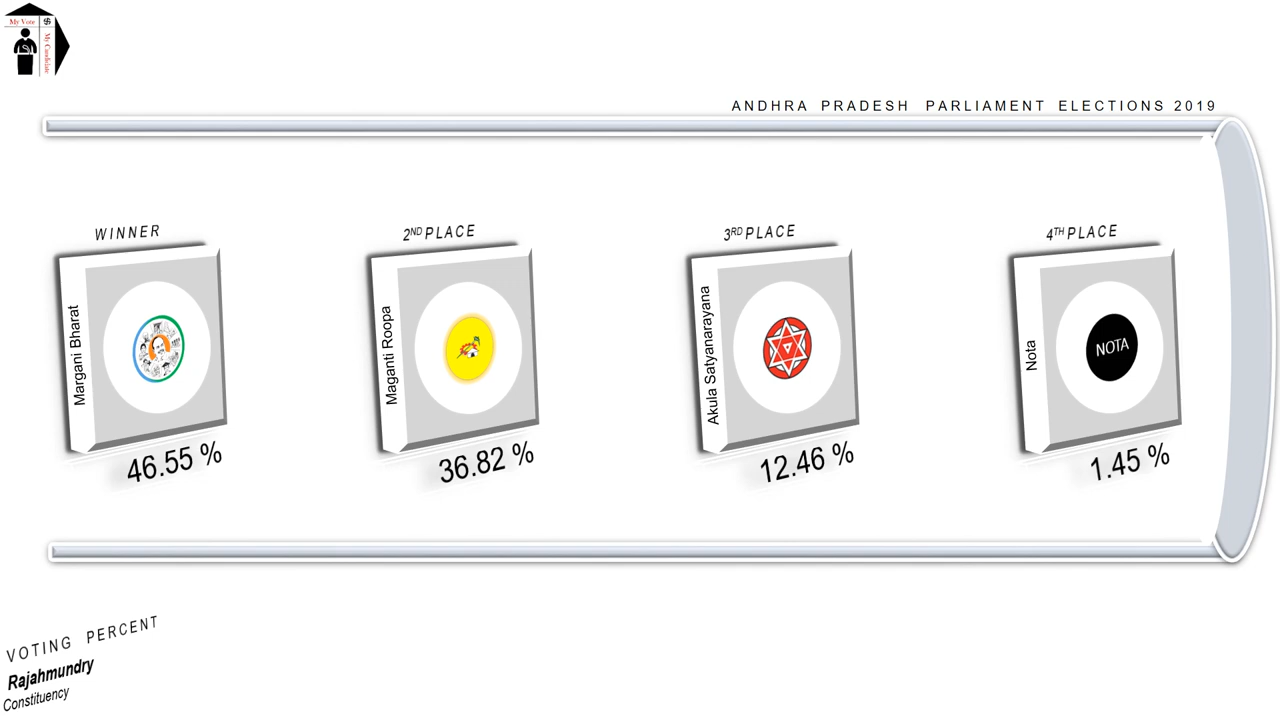 My Vote
My Candidate
ANDHRA PRADESH PARLIAMENT ELECTIONS 2019
WINNER
2ND PLACE
3RD PLACE
4TH PLACE
Margani Bharat
Maganti Roopa
Akula Satyanarayana
Nota
NOTA
46.55 %
36.82 %
12.46 %
1.45 %
VOTING PERCENT
Rajahmundry
Constituency